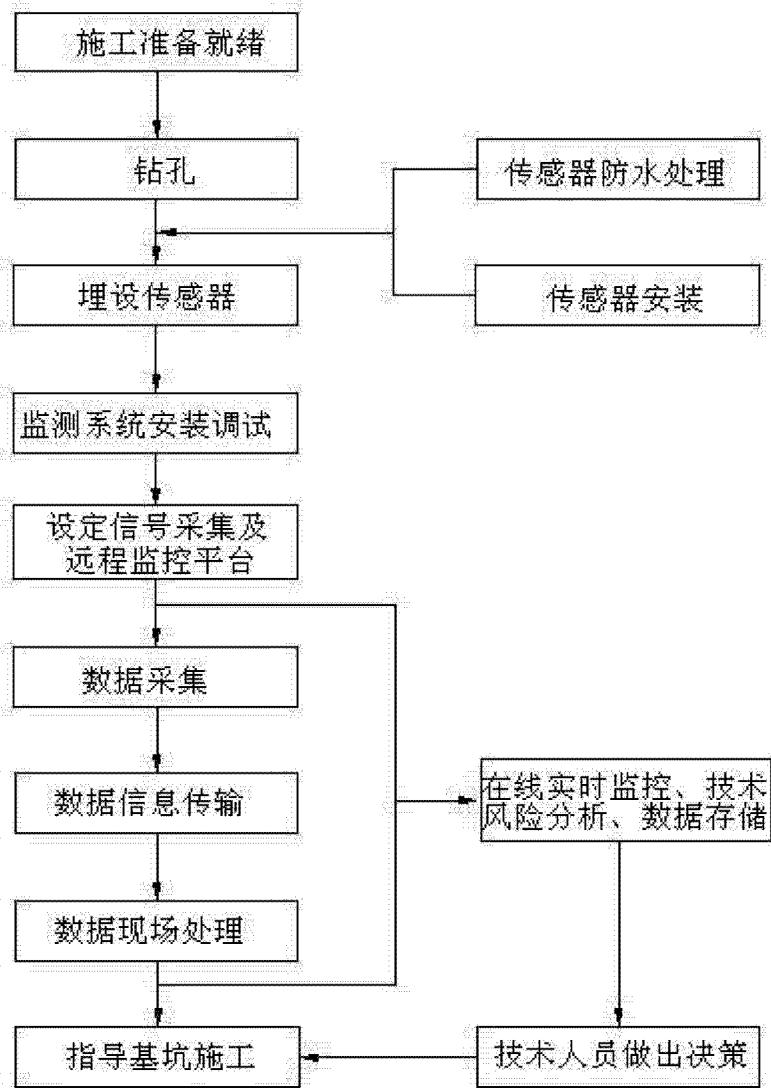 施工准备就绪
钻孔
传感器防水处理
埋设传感器
传感器安装
监测系统安装调试
设定信号采集及
远程监控平台
数据采集
数据信息传输
在线实时监控、技术
风险分析、数据存储
数据现场处理
指导基坑施工
技术人员做出决策